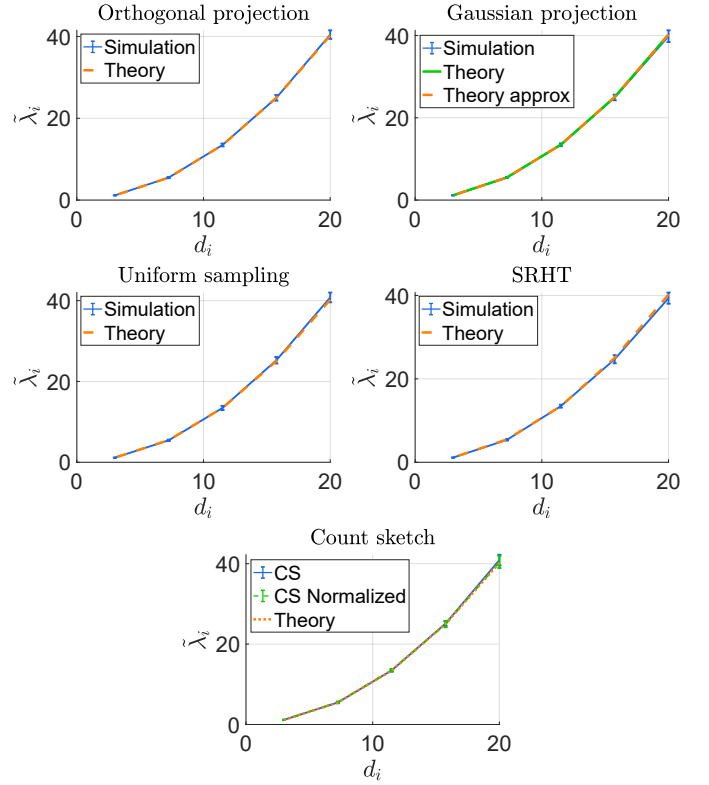 Orthogonal projection
40
20
0
0 10 20
Simulation
Theory
λ̃ᵢ
dᵢ
Gaussian projection
40
20
0
0 10 20
Simulation
Theory
Theory approx
λ̃ᵢ
dᵢ
Uniform sampling
40
20
0
0 10 20
Simulation
Theory
λ̃ᵢ
dᵢ
SRHT
40
20
0
0 10 20
Simulation
Theory
λ̃ᵢ
dᵢ
Count sketch
40
20
0
0 10 20
CS
CS Normalized
Theory
λ̃ᵢ
dᵢ